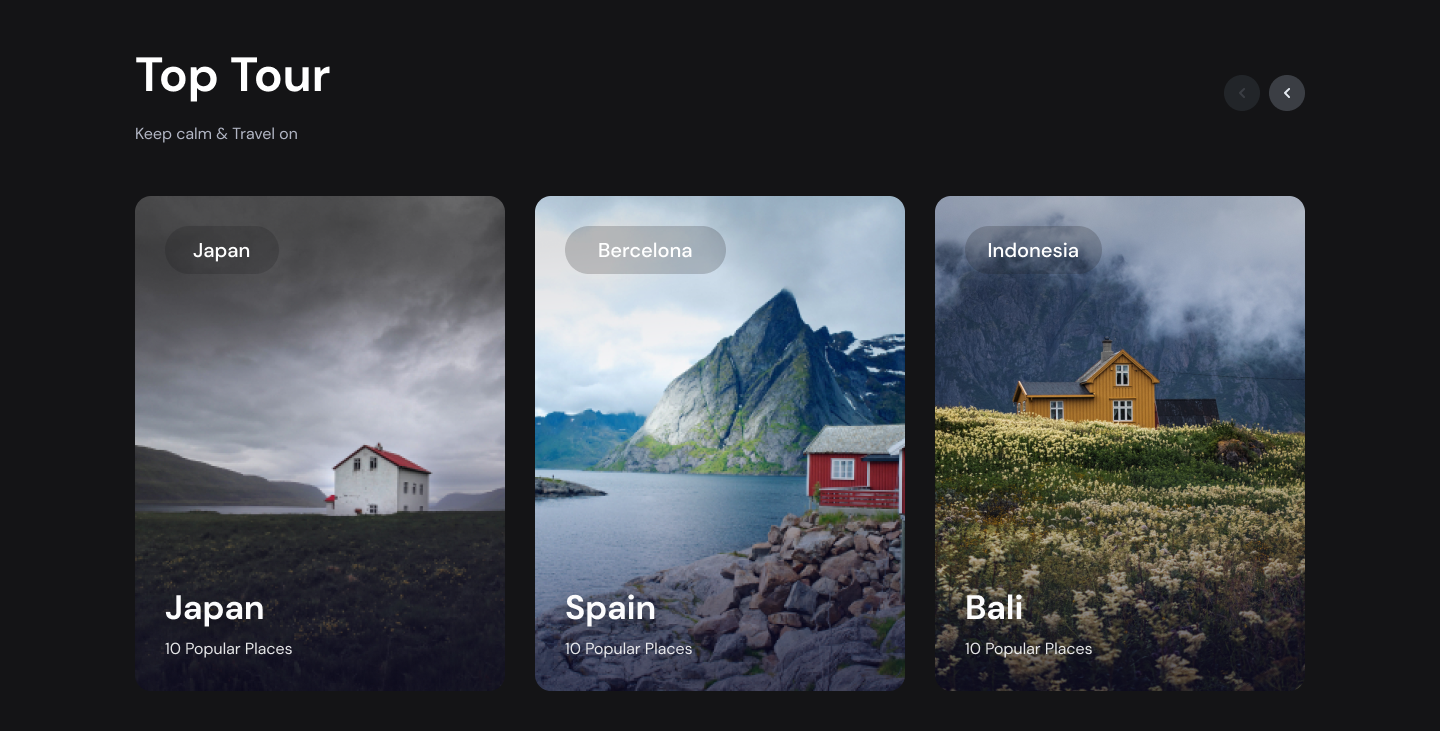 Top Tour
Keep calm & Travel on
Japan
Bercelona
Indonesia
Japan
10 Popular Places
Spain
10 Popular Places
Bali
10 Popular Places